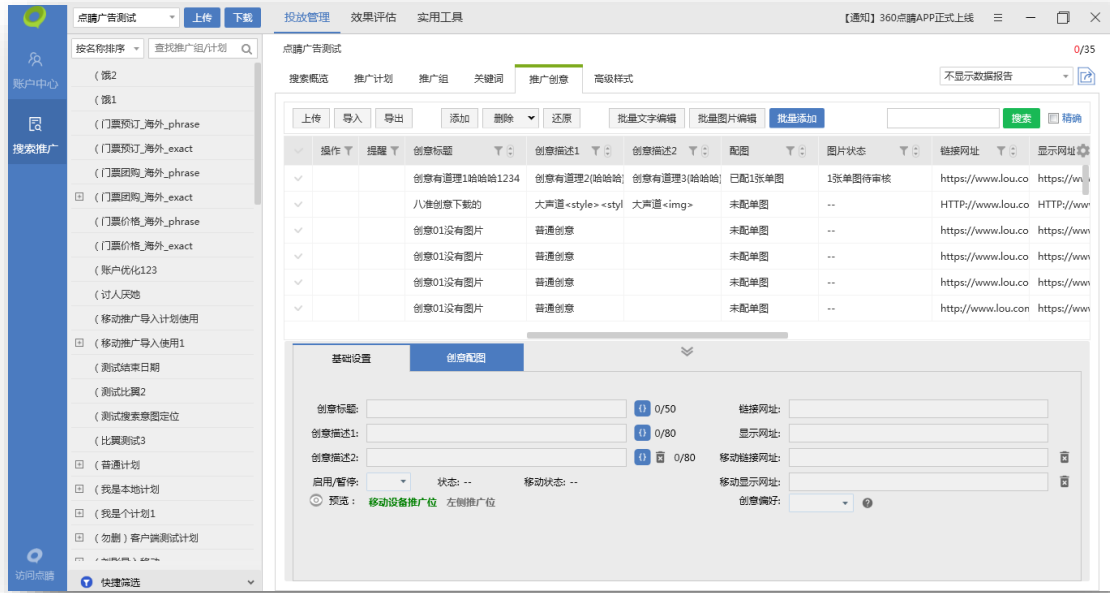 点睛广告测试 上传 下载 投放管理 效果评估 实用工具 【通知】360点睛APP正式上线
按名称排序 查找推广组/计划 点睛广告测试 0/35
账户中心
搜索推广
访问点睛
(饿2
(饿1
(门票预订_海外_phrase
(门票预订_海外_exact
(门票团购_海外_phrase
(门票团购_海外_exact
(门票价格_海外_phrase
(门票价格_海外_exact
(账户优化123
(讨人厌她
(移动推广导入计划使用
(移动推广导入使用1
(测试结束日期
(测试比翼2
(测试搜索意图定位
(比翼测试3
(普通计划
(我是本地计划
(我是个计划1
(勿删)客户端测试计划
快捷筛选
搜索概览 推广计划 推广组 关键词 推广创意 高级样式 不显示数据报告
上传 导入 导出 添加 删除 还原 批量文字编辑 批量图片编辑 批量添加 搜索 精确
操作 提醒 创意标题 创意描述1 创意描述2 配图 图片状态 链接网址 显示网址
创意有道理1哈哈哈1234 创意有道理2(哈哈哈) 创意有道理3(哈哈哈) 已配1张单图 1张单图待审核 https://www.lou.co https://ww
八准创意下载的 大声道<style><styl 大声道<img> 未配单图 -- HTTP://www.lou.co HTTP://ww
创意01没有图片 普通创意 未配单图 -- https://www.lou.co https://ww
创意01没有图片 普通创意 未配单图 -- https://www.lou.co https://ww
创意01没有图片 普通创意 未配单图 -- https://www.lou.co https://ww
创意01没有图片 普通创意 未配单图 -- http://www.lou.con https://ww
基础设置 创意配图
创意标题: {} 0/50 链接网址:
创意描述1: {} 0/80 显示网址:
创意描述2: {} 0/80 移动链接网址:
启用/暂停: 状态: -- 移动状态: -- 移动显示网址:
预览： 移动设备推广位 左侧推广位 创意偏好: